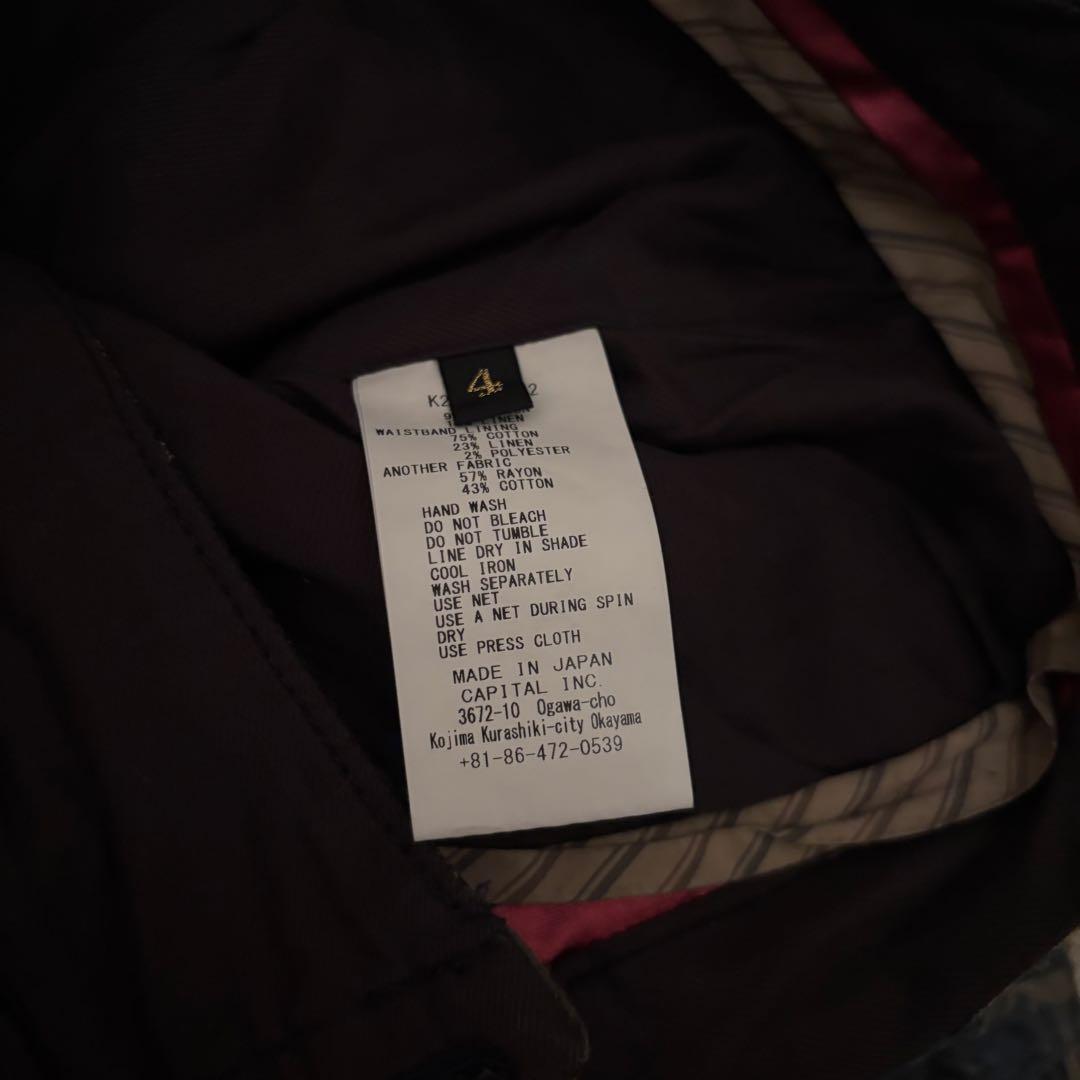 4
WAISTBAND LINING
75% COTTON
23% LINEN
2% POLYESTER
ANOTHER FABRIC
57% RAYON
43% COTTON
HAND WASH
DO NOT BLEACH
DO NOT TUMBLE
LINE DRY IN SHADE
COOL IRON
WASH SEPARATELY
USE NET
USE A NET DURING SPIN
DRY
USE PRESS CLOTH
MADE IN JAPAN
CAPITAL INC.
3672-10 Ogawa-cho
Kojima Kurashiki-city Okayama
+81-86-472-0539